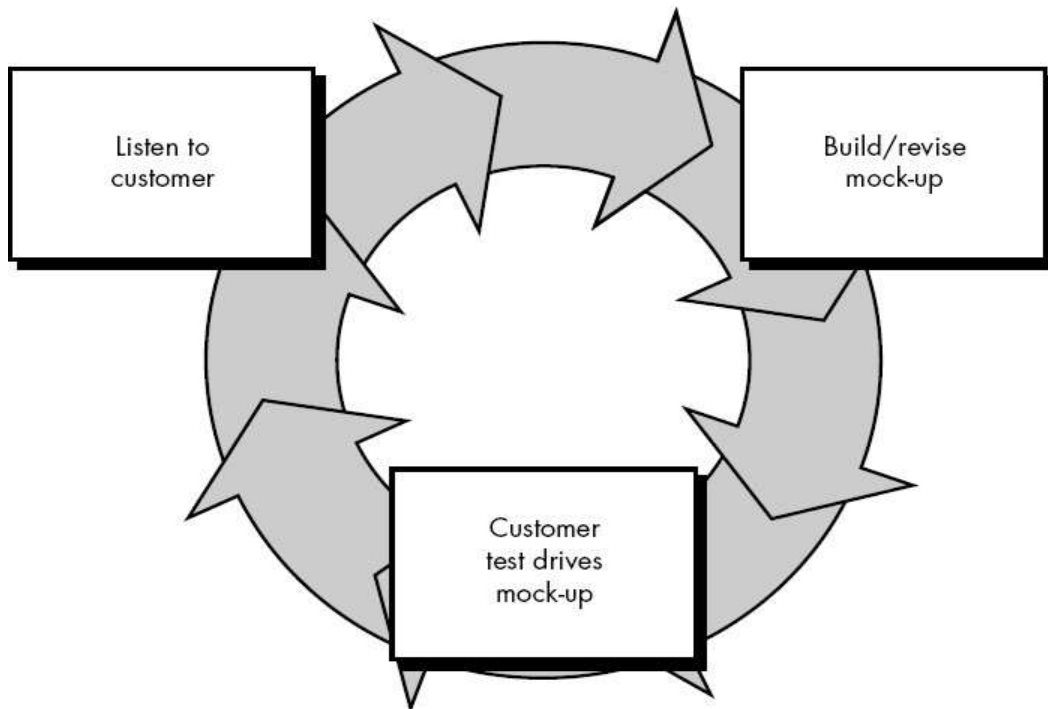 Listen to
customer
Build/revise
mock-up
Customer
test drives
mock-up